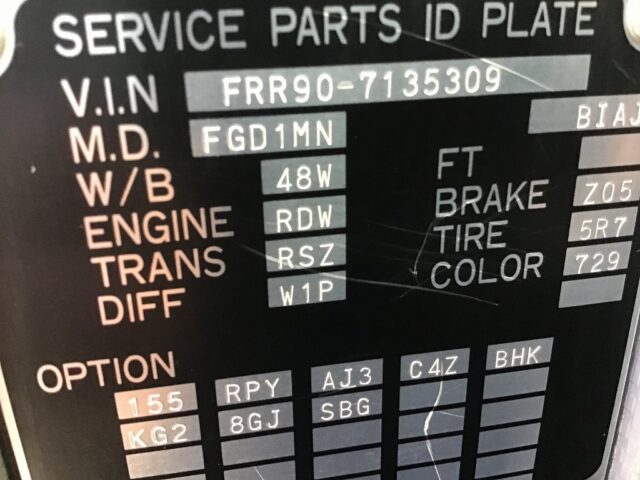 SERVICE PARTS ID PLATE
V.I.N FRR90-7135309
M.D. FGD1MN BIAJ
W/B 48W FT
ENGINE RDW BRAKE Z05
TRANS RSZ TIRE 5R7
DIFF W1P COLOR 729
OPTION
155 RPY AJ3 C4Z BHK
KG2 8GJ SBG